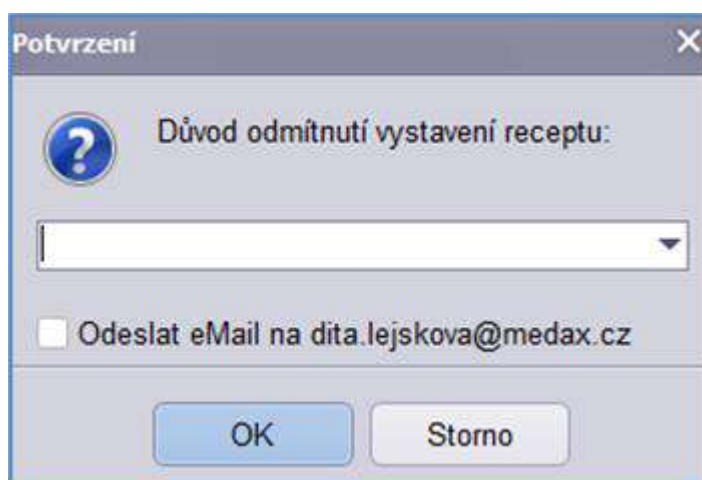 Potvrzení
Důvod odmítnutí vystavení receptu:
Odeslat eMail na dita.lejskova@medax.cz
OK
Storno